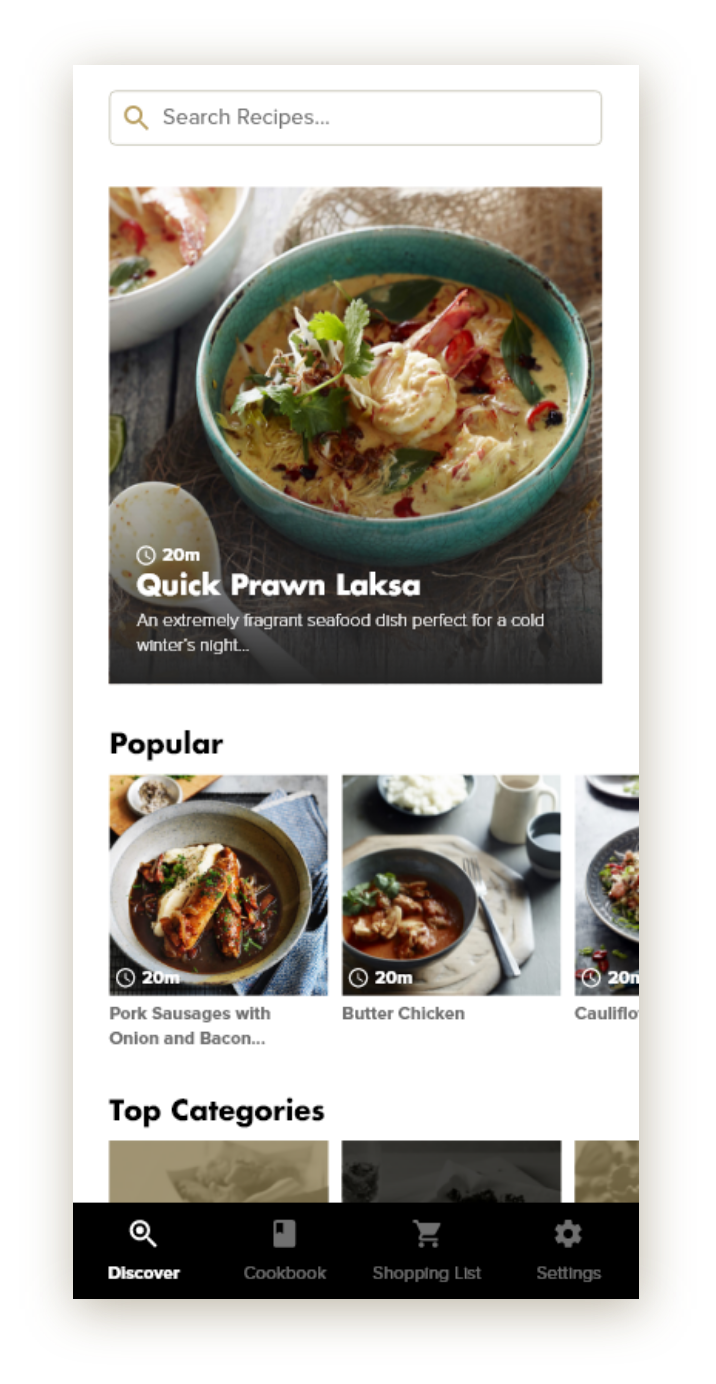 Search Recipes...
20m
Quick Prawn Laksa
An extremely fragrant seafood dish perfect for a cold
winter's night...
Popular
20m
20m
20m
Pork Sausages with
Onion and Bacon...
Butter Chicken
Cauliflo
Top Categories
Discover
Cookbook
Shopping List
Settings